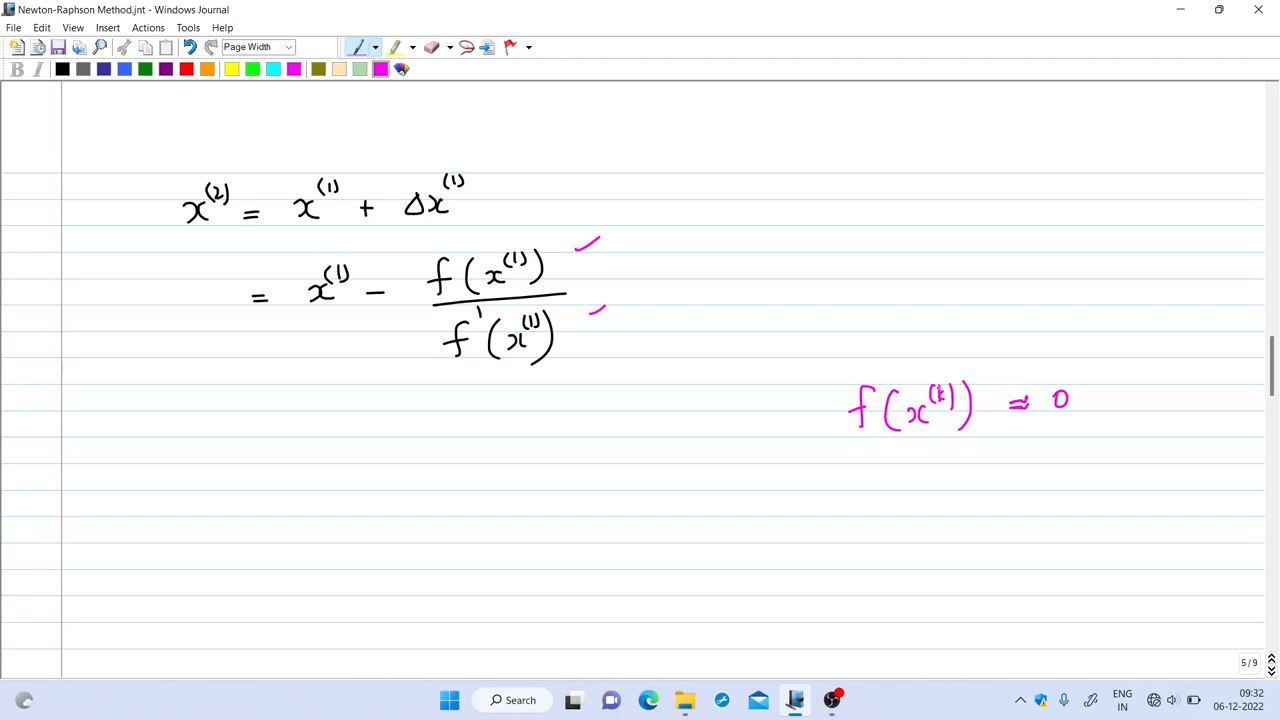 Newton-Raphson Method.jnt - Windows Journal
File Edit View Insert Actions Tools Help
Page Width
B I
x^(2) = x^(1) + Δx^(1)
= x^(1) - f(x^(1)) / f'(x^(1))
f(x^(k)) ≈ 0
5/9
Search
ENG
IN
09:32
06-12-2022